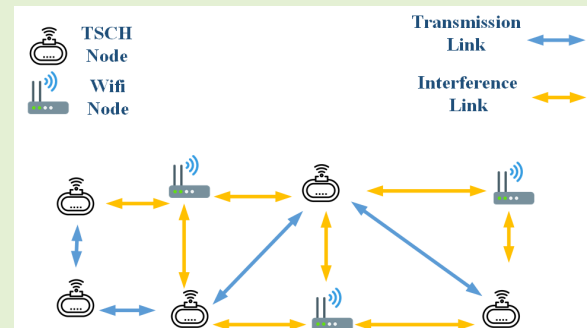 TSCH
Node
Transmission
Link
Wifi
Node
Interference
Link